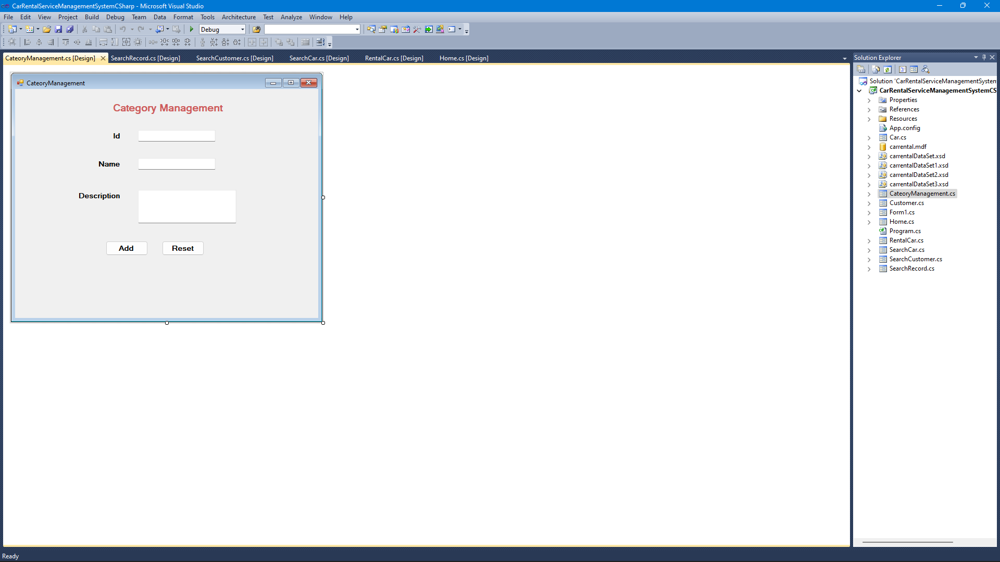 CarRentalServiceManagementSystemCSharp - Microsoft Visual Studio
File Edit View Project Build Debug Team Data Format Tools Architecture Test Analyze Window Help
Debug
CateoryManagement.cs [Design] SearchRecord.cs [Design] SearchCustomer.cs [Design] SearchCar.cs [Design] RentalCar.cs [Design] Home.cs [Design]
CateoryManagement
Category Management
Id
Name
Description
Add Reset
Solution Explorer
Solution 'CarRentalServiceManagementSystem
CarRentalServiceManagementSystemCS
Properties
References
Resources
App.config
Car.cs
carrental.mdf
carrentalDataSet.xsd
carrentalDataSet1.xsd
carrentalDataSet2.xsd
carrentalDataSet3.xsd
CateoryManagement.cs
Customer.cs
Form1.cs
Home.cs
Program.cs
RentalCar.cs
SearchCar.cs
SearchCustomer.cs
SearchRecord.cs
Ready